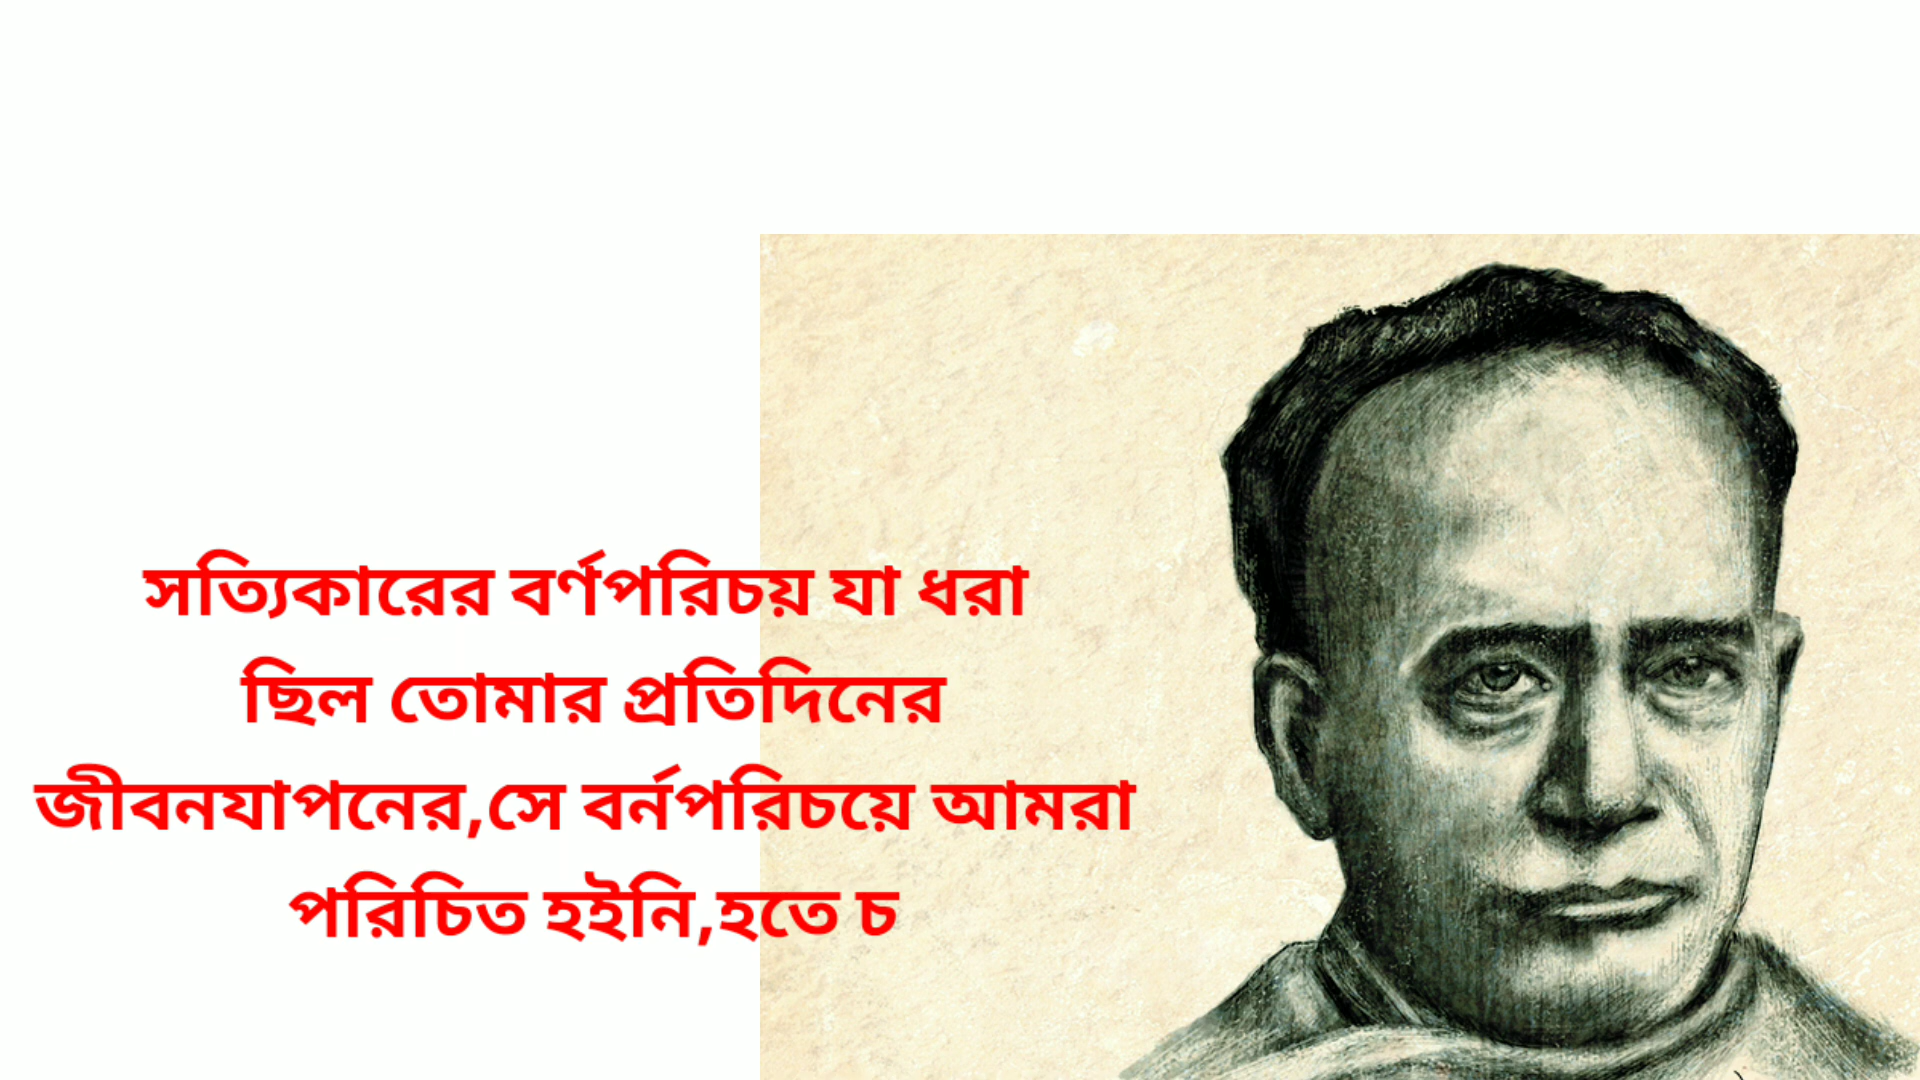 সত্যিকারের বর্ণপরিচয় যা ধরা
ছিল তোমার প্রতিদিনের
জীবনযাপনের,সে বর্নপরিচয়ে আমরা
পরিচিত হইনি,হতে চ